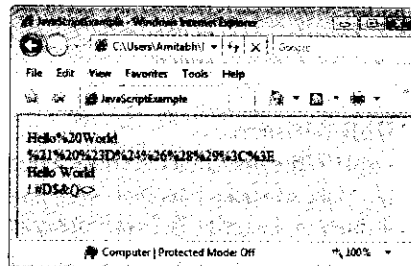 JavaScriptExample - Windows Internet Explorer
C:\Users\Amitabh\
File Edit View Favorites Tools Help
JavaScriptExample
Hello%20World
%21%20%23D%24%26%28%29%3C%3E
Hello World
! #D$&()<>
Computer | Protected Mode: Off 100%